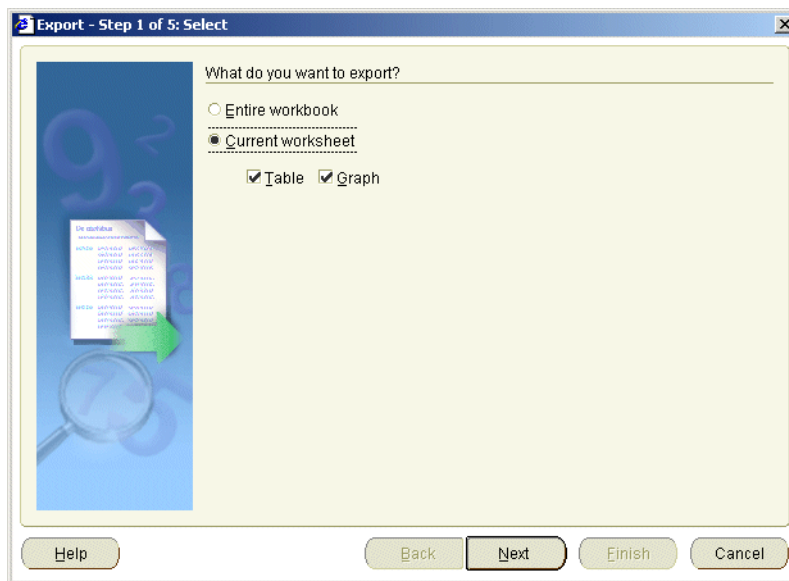 Export - Step 1 of 5: Select
What do you want to export?
Entire workbook
Current worksheet
Table Graph
Help Back Next Finish Cancel